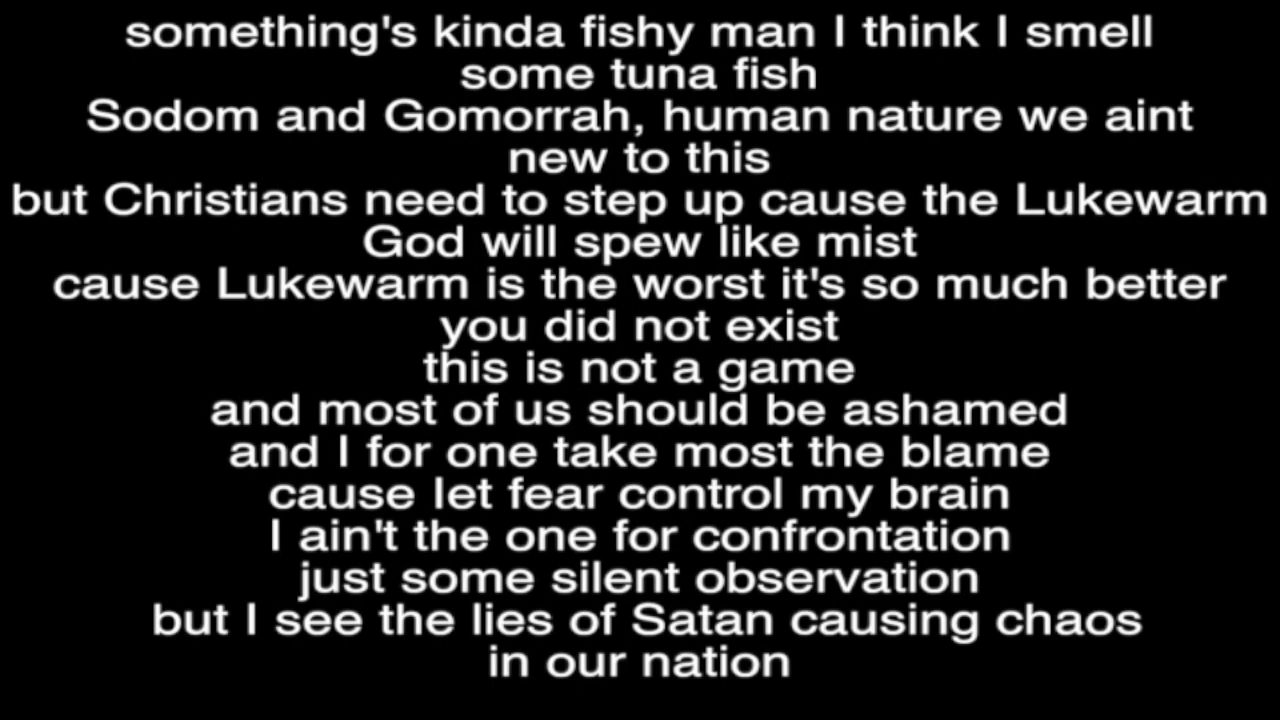 something's kinda fishy man I think I smell
some tuna fish
Sodom and Gomorrah, human nature we aint
new to this
but Christians need to step up cause the Lukewarm
God will spew like mist
cause Lukewarm is the worst it's so much better
you did not exist
this is not a game
and most of us should be ashamed
and I for one take most the blame
cause let fear control my brain
I ain't the one for confrontation
just some silent observation
but I see the lies of Satan causing chaos
in our nation